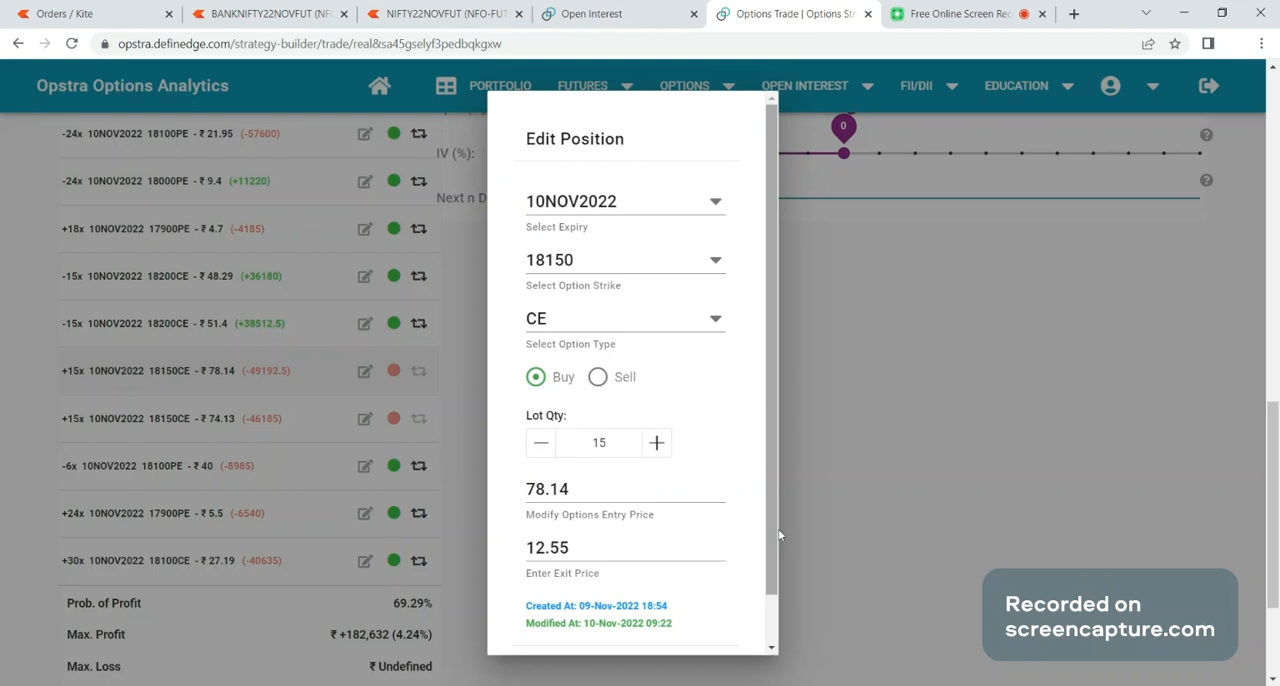 Orders / Kite
BANKNIFTY22NOVFUT (NF
NIFTY22NOVFUT (NFO-FUT
Open Interest
Options Trade | Options Str
Free Online Screen Rec
opstra.definedge.com/strategy-builder/trade/real&sa45gselyf3pedbqkgxw
Opstra Options Analytics
PORTFOLIO
FUTURES
OPTIONS
OPEN INTEREST
FII/DII
EDUCATION
-24x 10NOV2022 18100PE - ₹ 21.95 (-57600)
-24x 10NOV2022 18000PE - ₹ 9.4 (+11220)
+18x 10NOV2022 17900PE - ₹ 4.7 (-4185)
-15x 10NOV2022 18200CE - ₹ 48.29 (+36180)
-15x 10NOV2022 18200CE - ₹ 51.4 (+38512.5)
+15x 10NOV2022 18150CE - ₹ 78.14 (-49192.5)
+15x 10NOV2022 18150CE - ₹ 74.13 (-46185)
-6x 10NOV2022 18100PE - ₹ 40 (-8985)
+24x 10NOV2022 17900PE - ₹ 5.5 (-6540)
+30x 10NOV2022 18100CE - ₹ 27.19 (-40635)
Prob. of Profit 69.29%
Max. Profit ₹ +182,632 (4.24%)
Max. Loss ₹ Undefined
IV (%):
Next n D
0
Edit Position
10NOV2022
Select Expiry
18150
Select Option Strike
CE
Select Option Type
Buy Sell
Lot Qty:
15
78.14
Modify Options Entry Price
12.55
Enter Exit Price
Created At: 09-Nov-2022 18:54
Modified At: 10-Nov-2022 09:22
Recorded on
screencapture.com